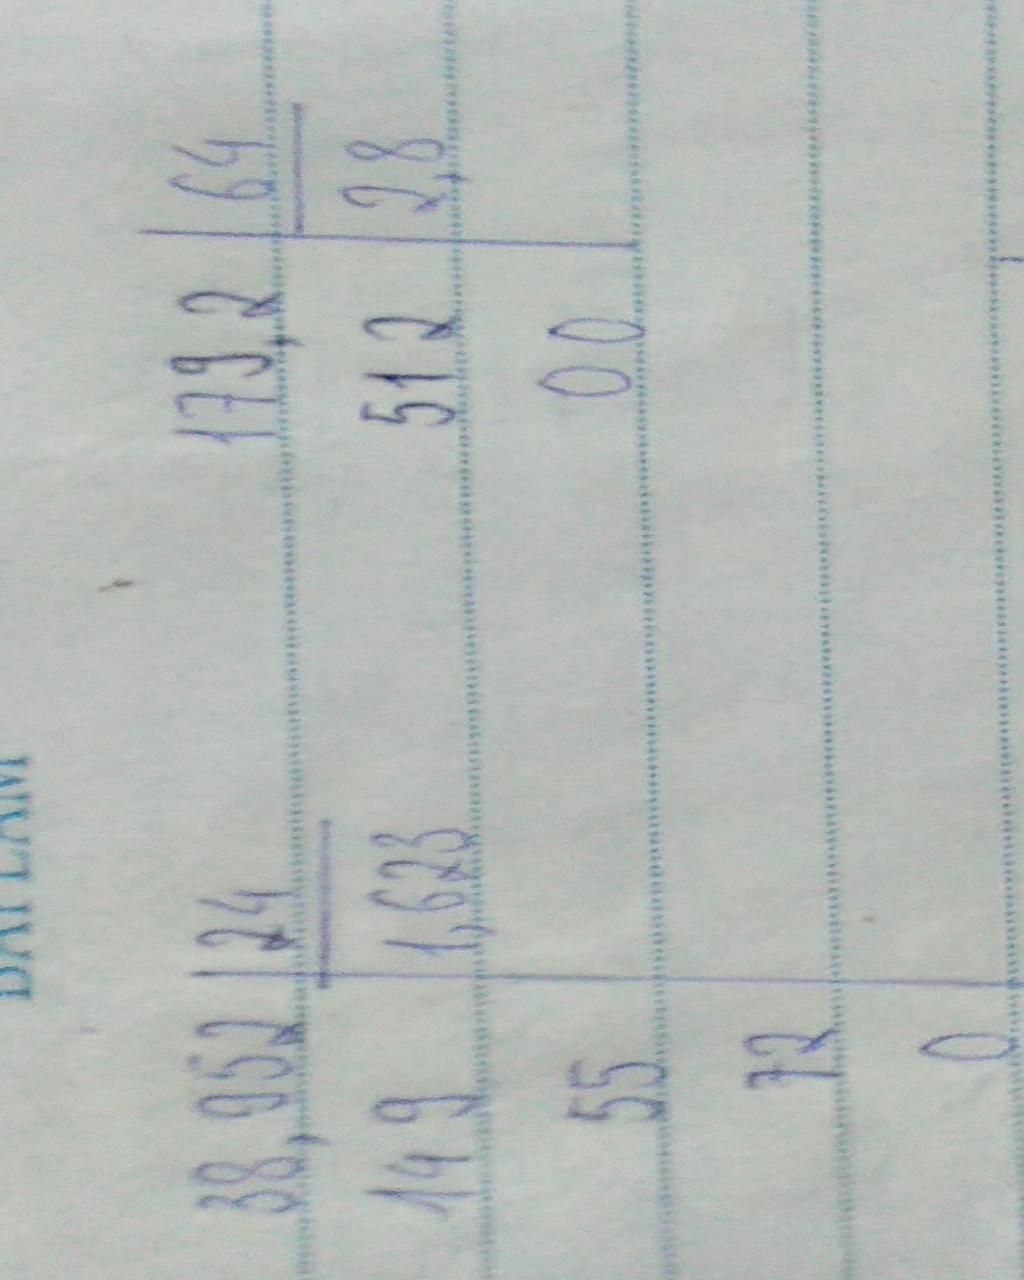 BÀI LÀM
38,952 | 24 179,2 | 64
149 1,623 512 2,8
55 00
72
0